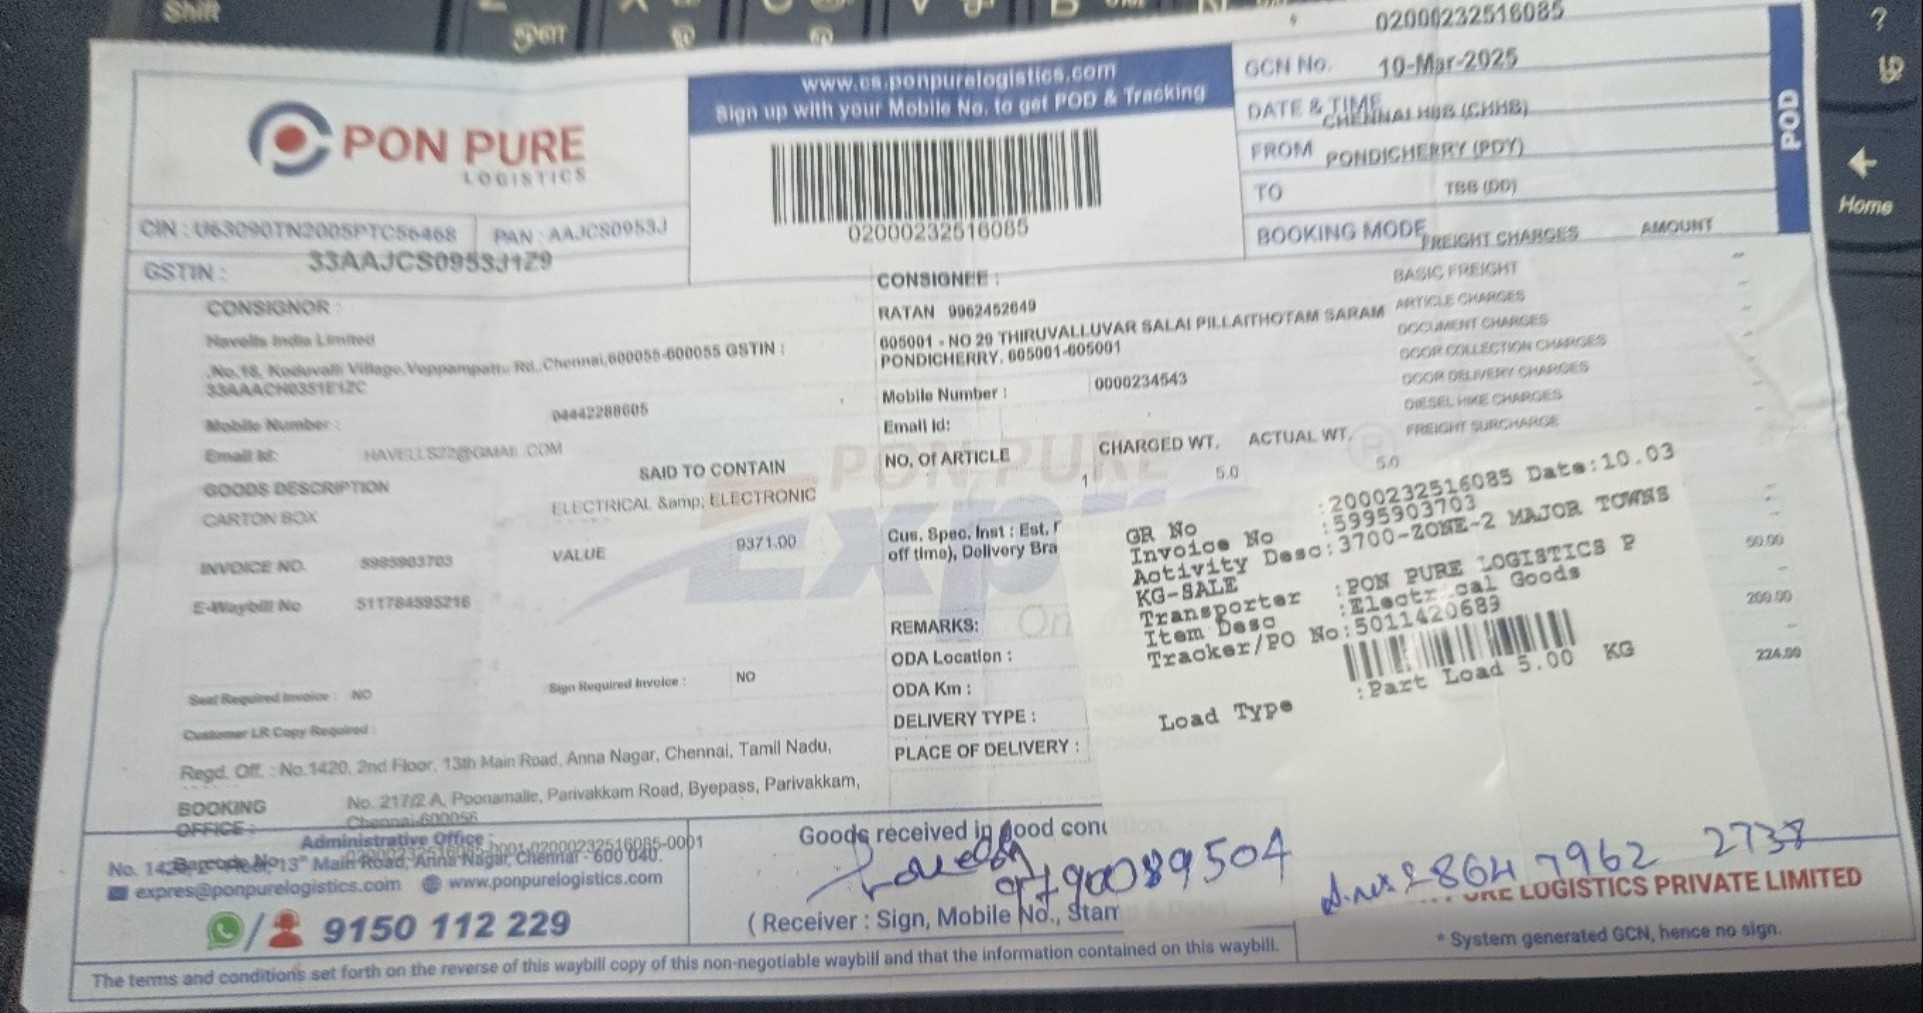 02000232516085
GCN No. 10-Mar-2025
DATE & TIME CHENNAI HUB (CHHB)
FROM PONDICHERRY (PDY)
TO TBB (DD)
BOOKING MODE
POD
www.cs.ponpurelogistics.com
Sign up with your Mobile No. to get POD & Tracking
02000232516085
PON PURE
LOGISTICS
CIN : U63090TN2005PTC56468 PAN : AAJCS0953J
GSTIN : 33AAJCS0953J1Z9
CONSIGNOR :
Havells India Limited
,No.18, Koduvalli Village,Veppampattu Rd.,Chennai,600055-600055 GSTIN :
33AAACH0351E1ZC
Mobile Number : 04442288605
Email Id: HAVELLS22@GMAIL.COM
GOODS DESCRIPTION SAID TO CONTAIN
CARTON BOX ELECTRICAL &amp; ELECTRONIC
INVOICE NO. 5995903703 VALUE 9371.00
E-Waybill No 511784595216
Seal Required Invoice : NO Sign Required Invoice : NO
Customer LR Copy Required :
Regd. Off. : No.1420, 2nd Floor, 13th Main Road, Anna Nagar, Chennai, Tamil Nadu,
BOOKING OFFICE : No. 217/2 A, Poonamalle, Parivakkam Road, Byepass, Parivakkam,
Chennai-600056
CONSIGNEE :
RATAN 9962452649
605001 - NO 29 THIRUVALLUVAR SALAI PILLAITHOTAM SARAM
PONDICHERRY, 605001-605001
Mobile Number : 0000234543
Email Id:
NO. Of ARTICLE CHARGED WT. ACTUAL WT.
1 5.0 5.0
Cus. Spec. Inst : Est.
off time), Delivery Bra
REMARKS:
ODA Location :
ODA Km :
DELIVERY TYPE :
PLACE OF DELIVERY :
PON PURE
On
FREIGHT CHARGES AMOUNT
BASIC FREIGHT -
ARTICLE CHARGES -
DOCUMENT CHARGES -
DOOR COLLECTION CHARGES -
DOOR DELIVERY CHARGES -
DIESEL HIKE CHARGES -
FREIGHT SURCHARGE -
50.00
-
200.00
-
224.00
GR No :2000232516085 Date:10.03
Invoice No :5995903703
Activity Desc:3700-ZONE-2 MAJOR TOWNS
KG-SALE
Transporter :PON PURE LOGISTICS P
Item Desc :Electrical Goods
Tracker/PO No:5011420689
Load Type :Part Load 5.00 KG
Administrative Office :
Barcode No
02000232516085-0001
Main Road, Anna Nagar, Chennai - 600 040.
expres@ponpurelogistics.com www.ponpurelogistics.com
9150 112 229
Goods received in good
9790089504
( Receiver : Sign, Mobile No., Stam
8647962 2738
URE LOGISTICS PRIVATE LIMITED
* System generated GCN, hence no sign.
The terms and conditions set forth on the reverse of this waybill copy of this non-negotiable waybill and that the information contained on this waybill.
Shift
Home
?